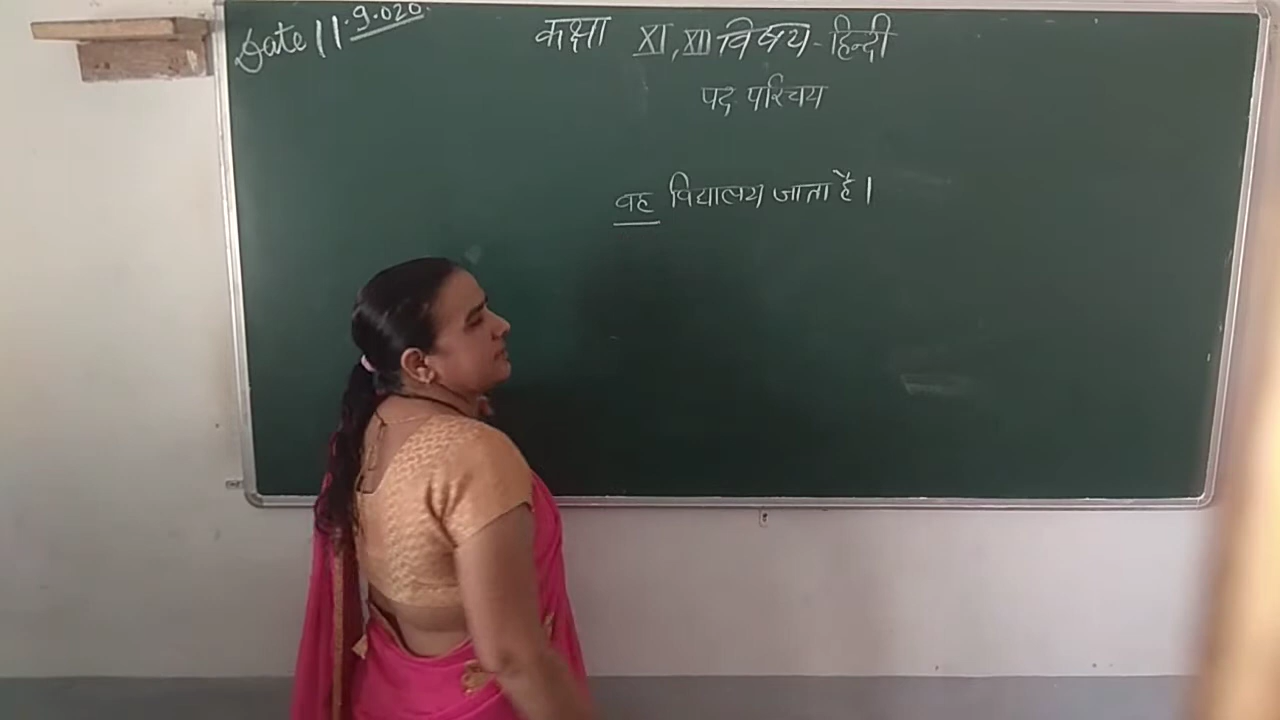 Date 11.9.020.
कक्षा XI, XII विषय - हिन्दी
पद परिचय
वह विद्यालय जाता है।